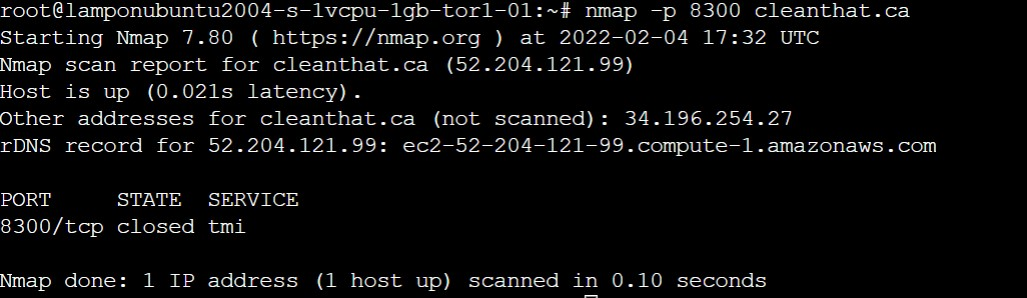 root@lamponubuntu2004-s-1vcpu-1gb-tor1-01:~# nmap -p 8300 cleanthat.ca
Starting Nmap 7.80 ( https://nmap.org ) at 2022-02-04 17:32 UTC
Nmap scan report for cleanthat.ca (52.204.121.99)
Host is up (0.021s latency).
Other addresses for cleanthat.ca (not scanned): 34.196.254.27
rDNS record for 52.204.121.99: ec2-52-204-121-99.compute-1.amazonaws.com
PORT     STATE  SERVICE
8300/tcp closed tmi
Nmap done: 1 IP address (1 host up) scanned in 0.10 seconds